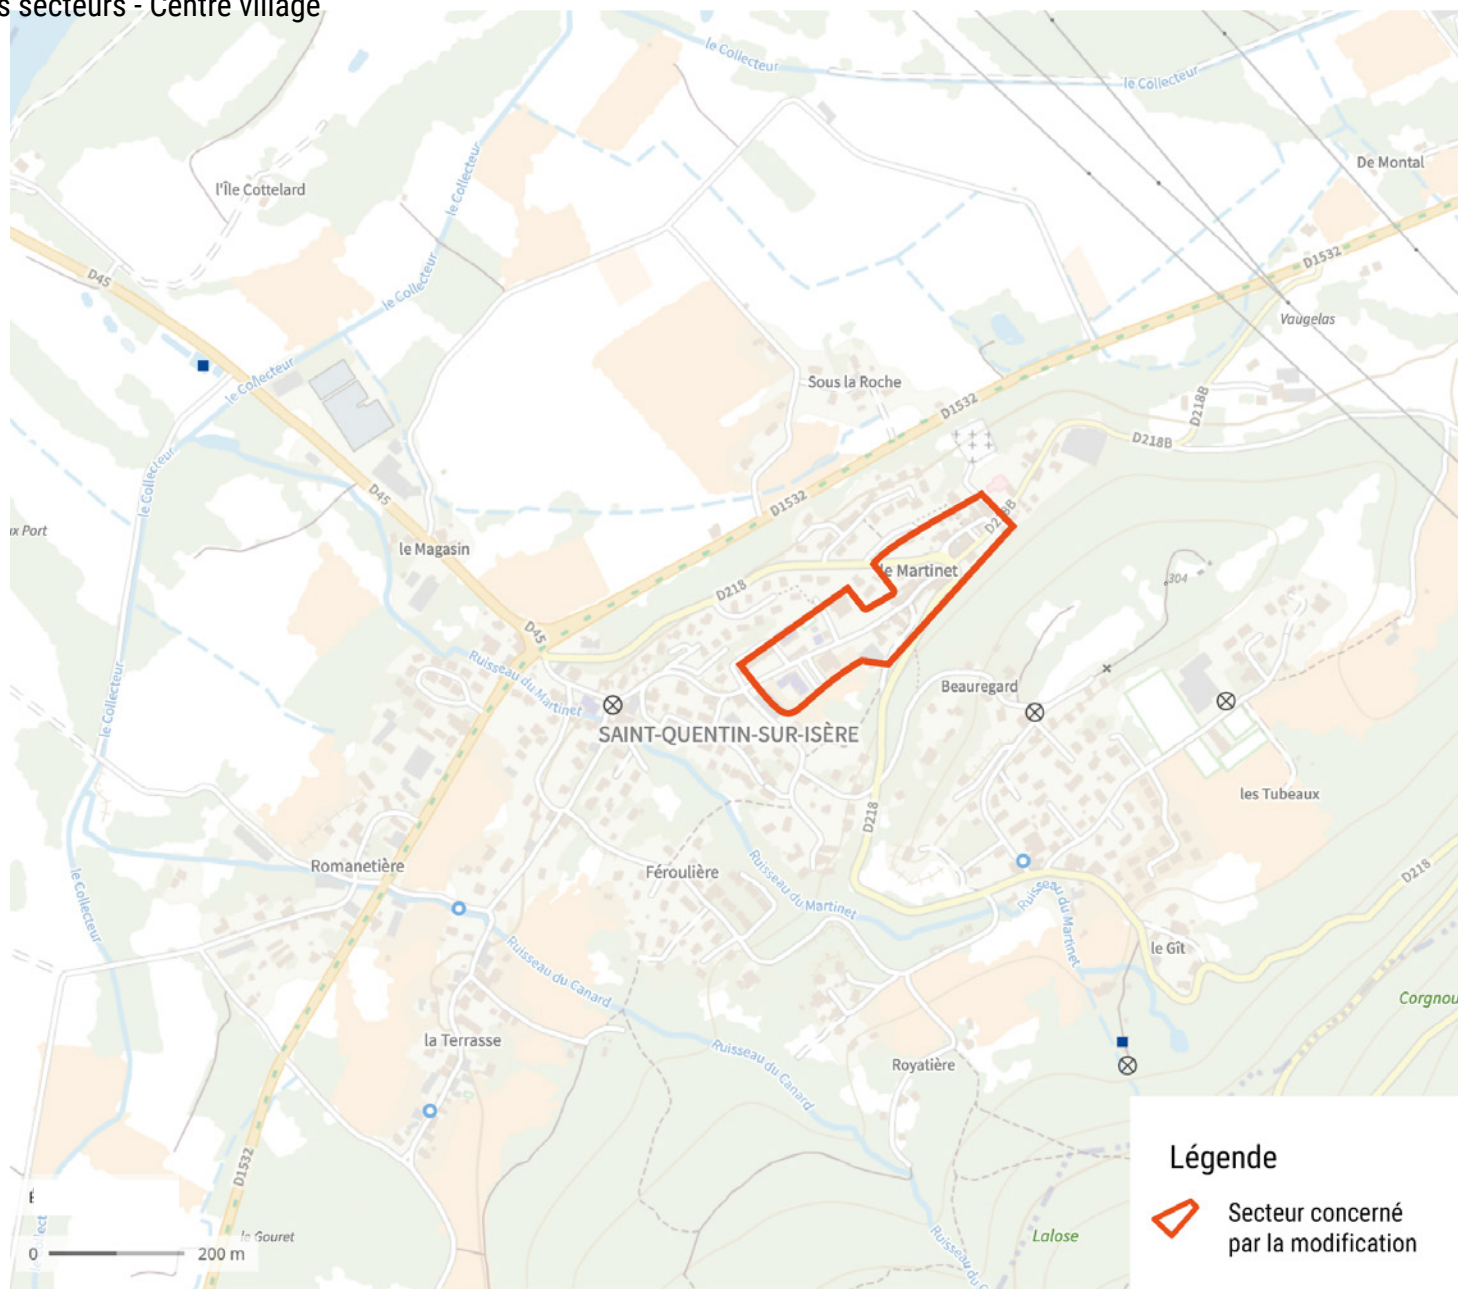 s secteurs - Centre village
le Collecteur
le Collecteur
De Montal
l'Île Cottelard
le Collecteur
D1532
D45
le Collecteur
Vaugelas
le Collecteur
Sous la Roche
D1532
D218B
D218B
le Collecteur
D45
D1532
ux Port
le Magasin
le Martinet
304
D218
D45
Ruisseau du Martinet
Beauregard
le Collecteur
SAINT-QUENTIN-SUR-ISÈRE
les Tubeaux
D218
Romanetière
Féroulière
D218
Ruisseau du Martinet
Ruisseau du Martinet
le Collecteur
le Gît
Ruisseau du Canard
Corgnou
la Terrasse
Ruisseau du Canard
Royatière
D1532
Légende
Secteur concerné
par la modification
le Gouret
Lalose
0 200 m
Ruisseau du C